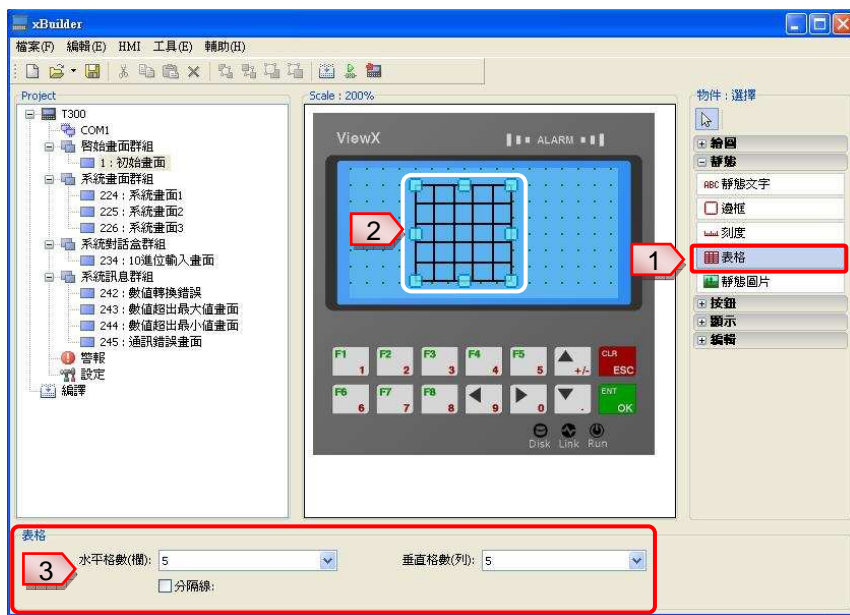 xBuilder
檔案(F) 編輯(E) HMI 工具(E) 輔助(H)
Project
T300
COM1
啓始畫面群組
1 : 初始畫面
系統畫面群組
224 : 系統畫面1
225 : 系統畫面2
226 : 系統畫面3
系統對話盒群組
234 : 10進位輸入畫面
系統訊息群組
242 : 數值轉換錯誤
243 : 數值超出最大值畫面
244 : 數值超出最小值畫面
245 : 通訊錯誤畫面
警報
設定
編譯
Scale : 200%
ViewX
ALARM
2
F1 1 F2 2 F3 3 F4 4 F5 5 +/- CLR ESC
F6 6 F7 7 F8 8 9 0 . ENT OK
Disk Link Run
物件 : 選擇
繪圖
靜態
ABC 靜態文字
邊框
刻度
1
表格
靜態圖片
按鈕
顯示
編輯
表格
3
水平格數(欄): 5
垂直格數(列): 5
分隔線: